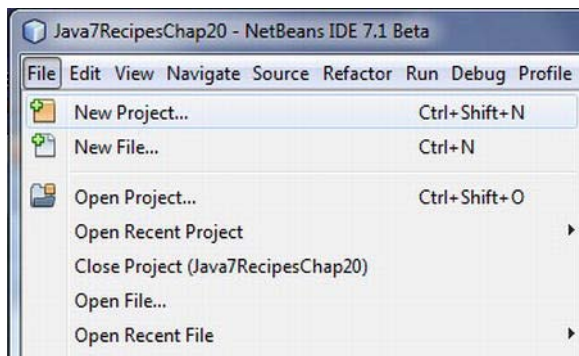 Java7RecipesChap20 - NetBeans IDE 7.1 Beta
File Edit View Navigate Source Refactor Run Debug Profile
New Project... Ctrl+Shift+N
New File... Ctrl+N
Open Project... Ctrl+Shift+O
Open Recent Project
Close Project (Java7RecipesChap20)
Open File...
Open Recent File